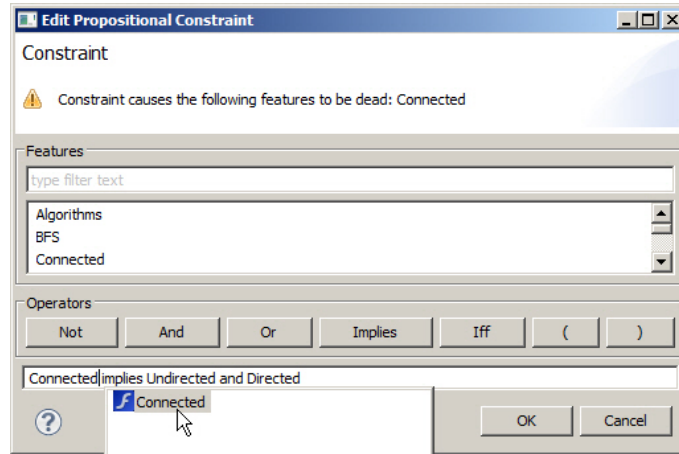 Edit Propositional Constraint
Constraint
Constraint causes the following features to be dead: Connected
Features
type filter text
Algorithms
BFS
Connected
Operators
Not And Or Implies Iff ( )
Connected implies Undirected and Directed
Connected
OK Cancel